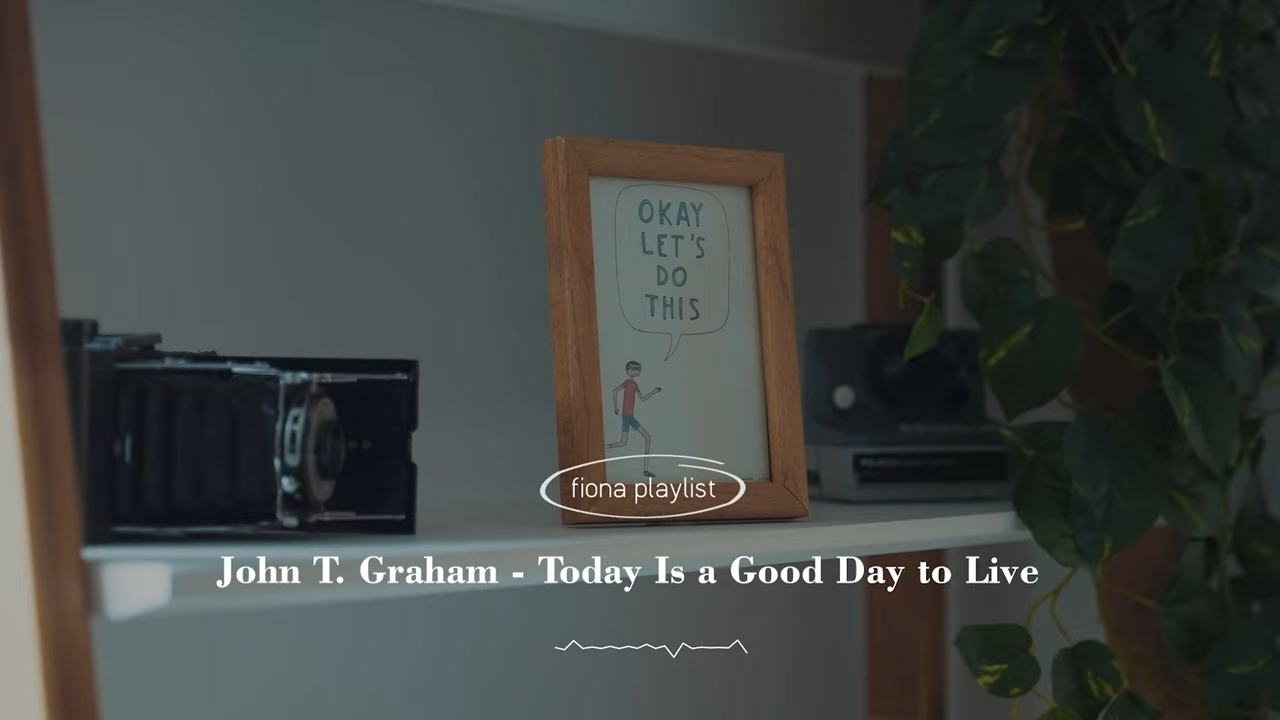 OKAY
LET'S
DO
THIS
fiona playlist
John T. Graham - Today Is a Good Day to Live